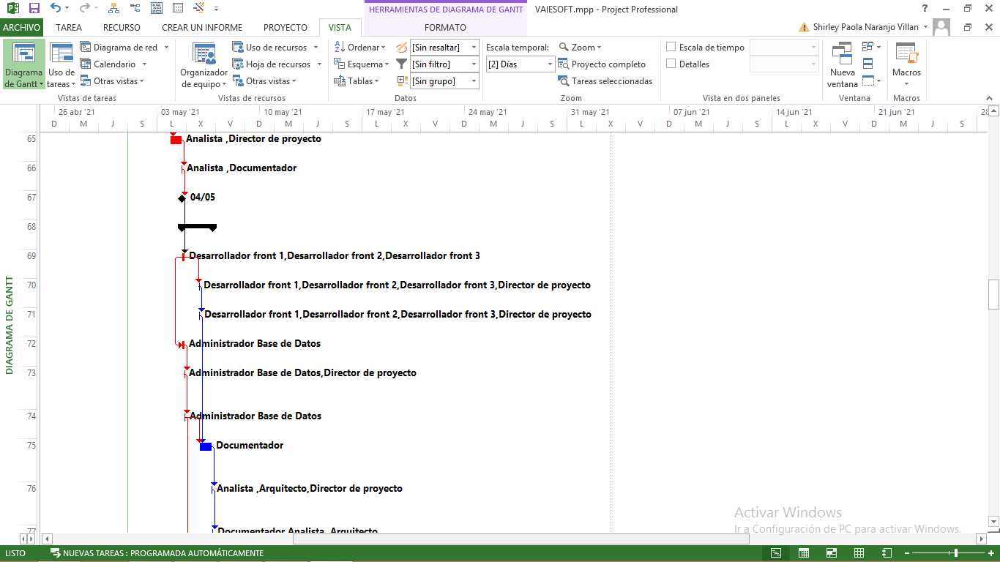 HERRAMIENTAS DE DIAGRAMA DE GANTT
VAIESOFT.mpp - Project Professional
ARCHIVO TAREA RECURSO CREAR UN INFORME PROYECTO VISTA FORMATO
Shirley Paola Naranjo Villan
Diagrama de Gantt
Uso de tareas
Diagrama de red
Calendario
Otras vistas
Vistas de tareas
Organizador de equipo
Uso de recursos
Hoja de recursos
Otras vistas
Vistas de recursos
Ordenar
Esquema
Tablas
[Sin resaltar]
[Sin filtro]
[Sin grupo]
Datos
Escala temporal:
[2] Días
Zoom
Proyecto completo
Tareas seleccionadas
Zoom
Escala de tiempo
Detalles
Vista en dos paneles
Nueva ventana
Ventana
Macros
Macros
26 abr '21 03 may '21 10 may '21 17 may '21 24 may '21 31 may '21 07 jun '21 14 jun '21 21 jun '21 28
D M J S L X V D M J S L X V D M J S L X V D M J S L X V D M J S L
65 Analista ,Director de proyecto
66 Analista ,Documentador
67 04/05
68
69 Desarrollador front 1,Desarrollador front 2,Desarrollador front 3
70 Desarrollador front 1,Desarrollador front 2,Desarrollador front 3,Director de proyecto
71 Desarrollador front 1,Desarrollador front 2,Desarrollador front 3,Director de proyecto
72 Administrador Base de Datos
73 Administrador Base de Datos,Director de proyecto
74 Administrador Base de Datos
75 Documentador
76 Analista ,Arquitecto,Director de proyecto
77 Documentador,Analista ,Arquitecto
DIAGRAMA DE GANTT
Activar Windows
Ir a Configuración de PC para activar Windows.
LISTO
NUEVAS TAREAS : PROGRAMADA AUTOMÁTICAMENTE